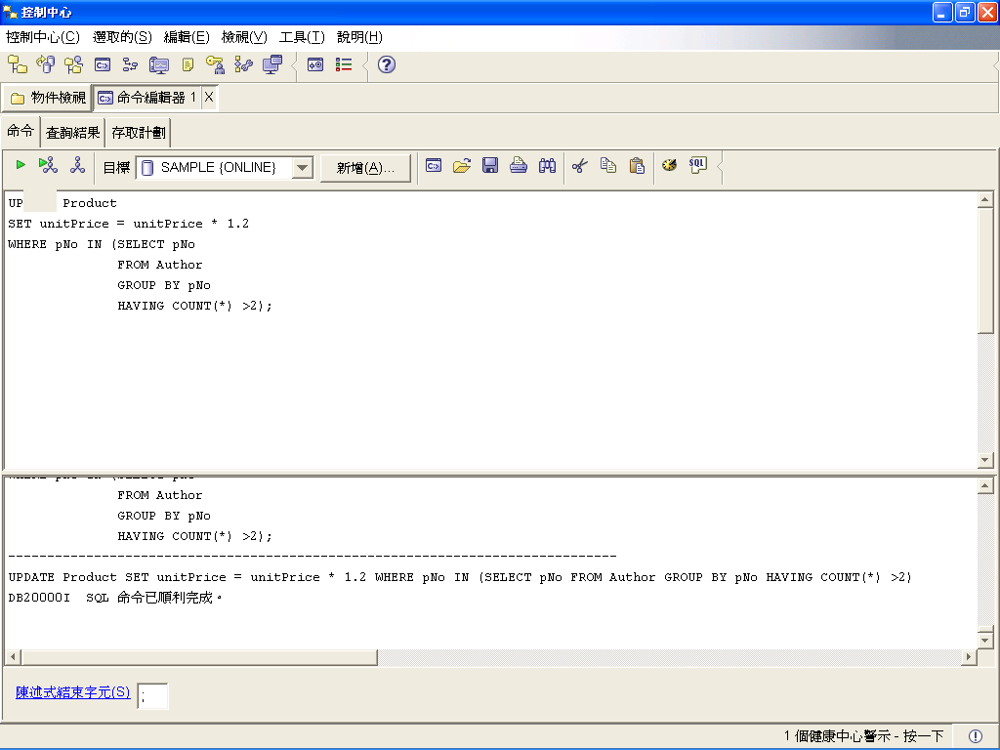 控制中心
控制中心(C) 選取的(S) 編輯(E) 檢視(V) 工具(T) 說明(H)
物件檢視 命令編輯器 1 X
命令 查詢結果 存取計劃
目標 SAMPLE {ONLINE} 新增(A)... SQL
UP Product
SET unitPrice = unitPrice * 1.2
WHERE pNo IN (SELECT pNo
FROM Author
GROUP BY pNo
HAVING COUNT(*) >2);
WHERE pNo IN (SELECT pNo
FROM Author
GROUP BY pNo
HAVING COUNT(*) >2);
------------------------------------------------------------------------------
UPDATE Product SET unitPrice = unitPrice * 1.2 WHERE pNo IN (SELECT pNo FROM Author GROUP BY pNo HAVING COUNT(*) >2)
DB20000I  SQL 命令已順利完成。
陳述式結束字元(S) ;
1 個健康中心警示 - 按一下